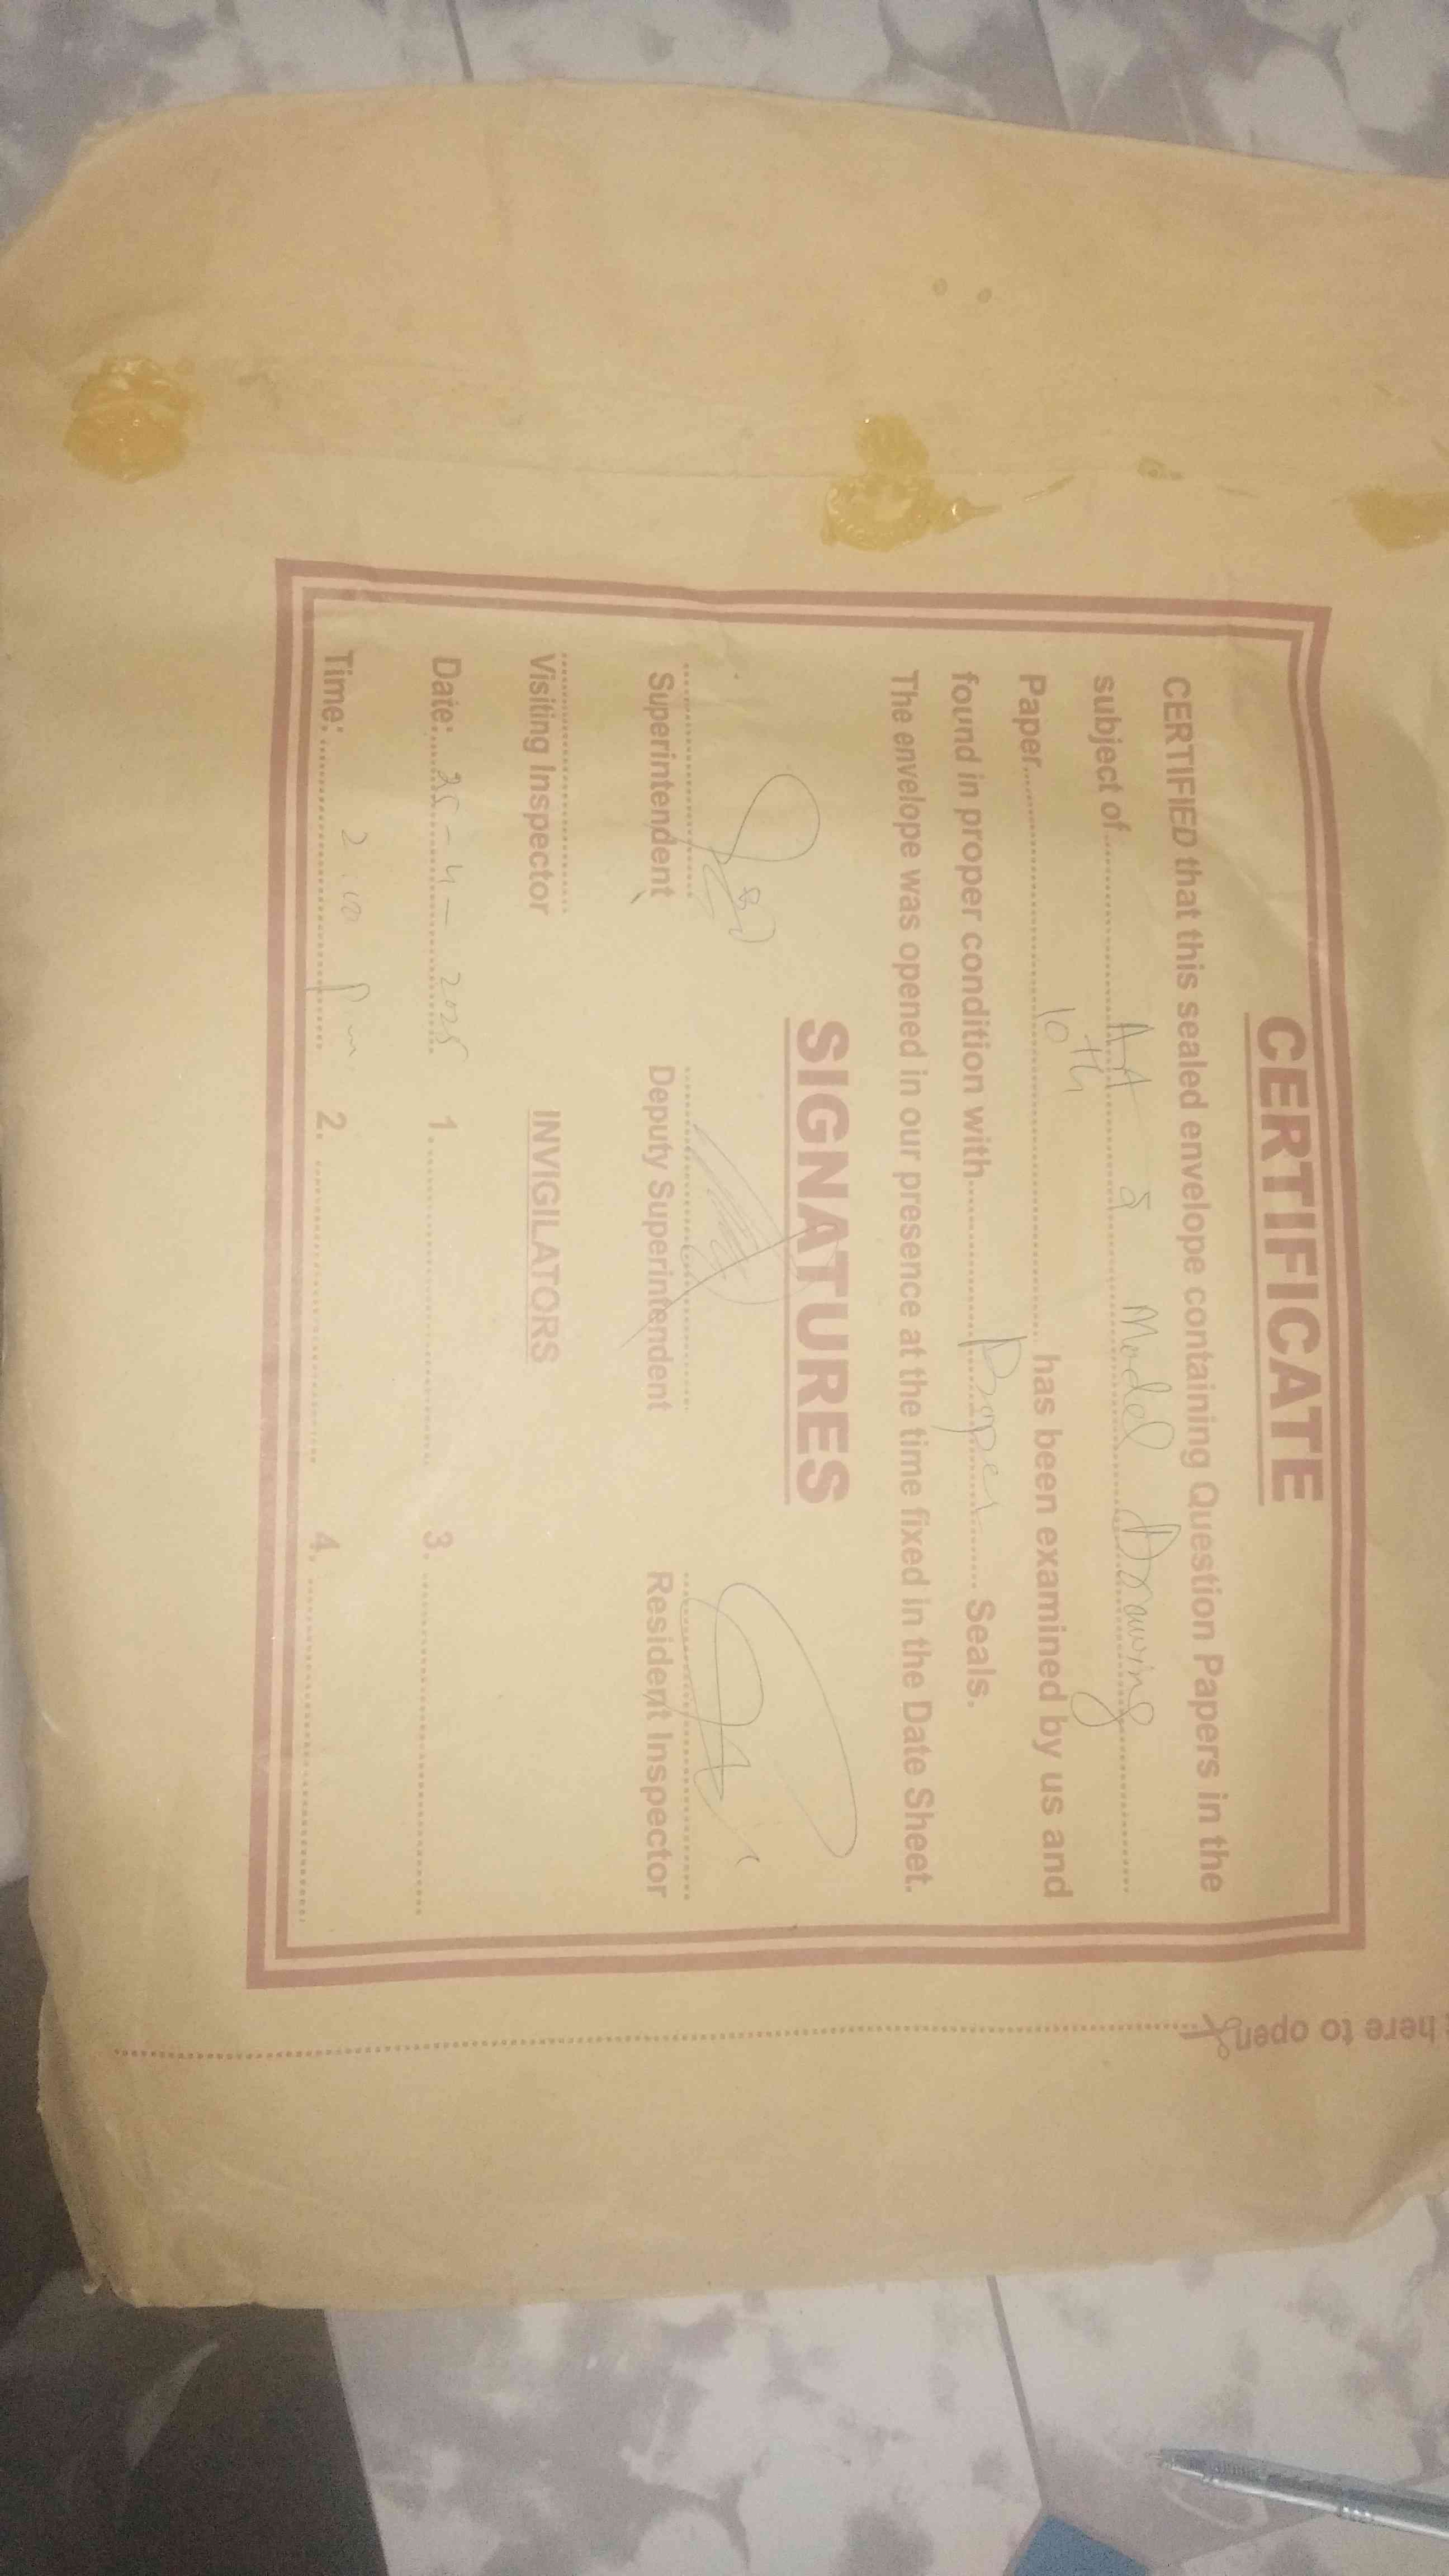 CERTIFICATE
CERTIFIED that this sealed envelope containing Question Papers in the
subject of Art & Model Drawing
Paper 10th has been examined by us and
found in proper condition with Proper Seals.
The envelope was opened in our presence at the time fixed in the Date Sheet.
SIGNATURES
Superintendent Deputy Superintendent Resident Inspector
Visiting Inspector INVIGILATORS
Date: 25-4-2025 1. 3.
Time: 2:00 Pm 2. 4.
here to open